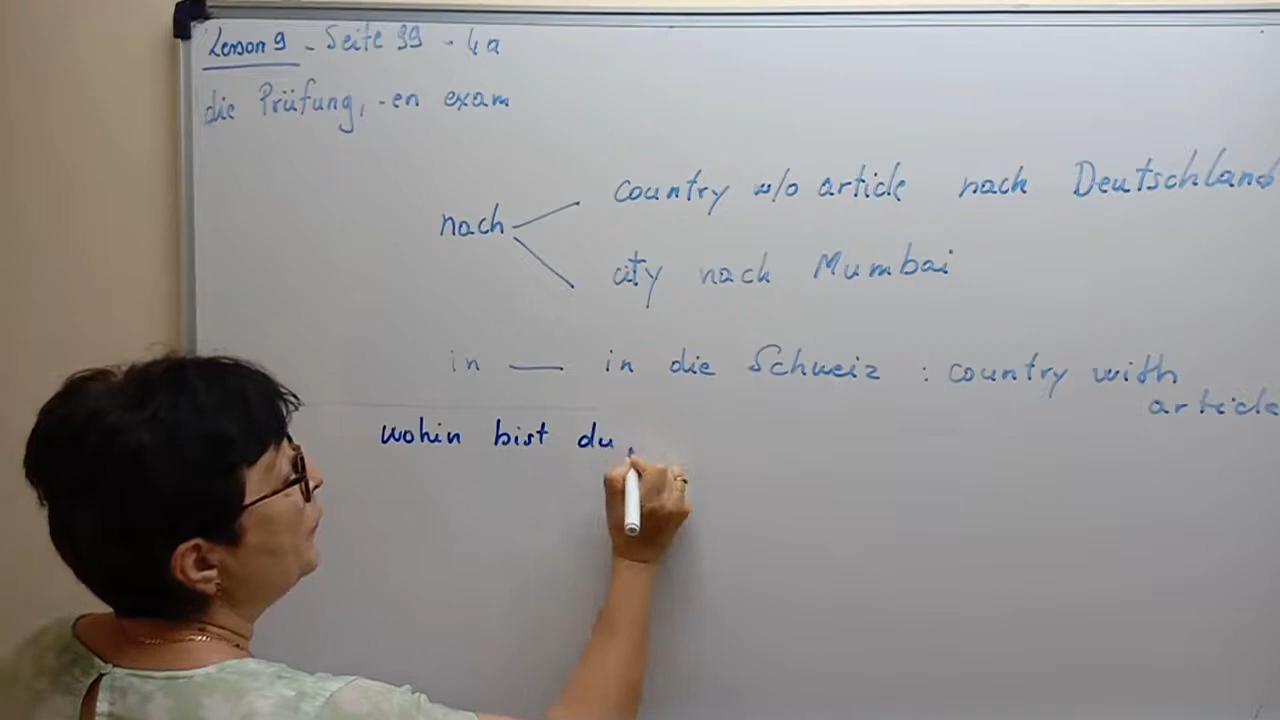 Lesson 9 - Seite 99 - 4a
die Prüfung, -en exam
country w/o article nach Deutschland
nach
city nach Mumbai
in — in die Schweiz : country with
article
wohin bist du